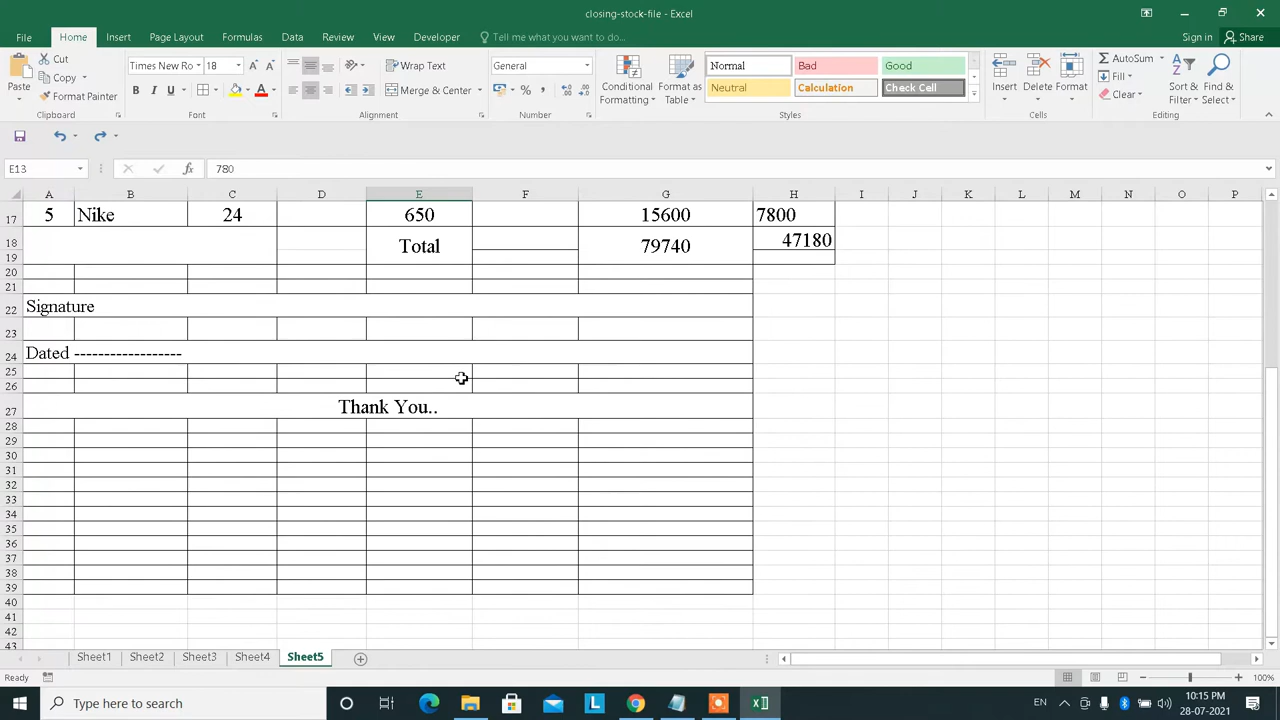 closing-stock-file - Excel
File Home Insert Page Layout Formulas Data Review View Developer Tell me what you want to do... Sign in Share
Paste Cut Copy Format Painter Clipboard
Times New Ro 18 A A B I U A Font
Wrap Text Merge & Center Alignment
General % , Number
Conditional Formatting Format as Table
Normal Bad Good
Neutral Calculation Check Cell
Styles
Insert Delete Format Cells
AutoSum Fill Clear Sort & Filter Find & Select Editing
E13 fx 780
A B C D E F G H I J K L M N O P
17 5 Nike 24 650 15600 7800
18 Total 79740 47180
19
20
21
22 Signature
23
24 Dated ------------------
25
26
27 Thank You..
28
29
30
31
32
33
34
35
36
37
38
39
40
41
42
43
Sheet1 Sheet2 Sheet3 Sheet4 Sheet5
Ready 100%
Type here to search L EN 10:15 PM
28-07-2021